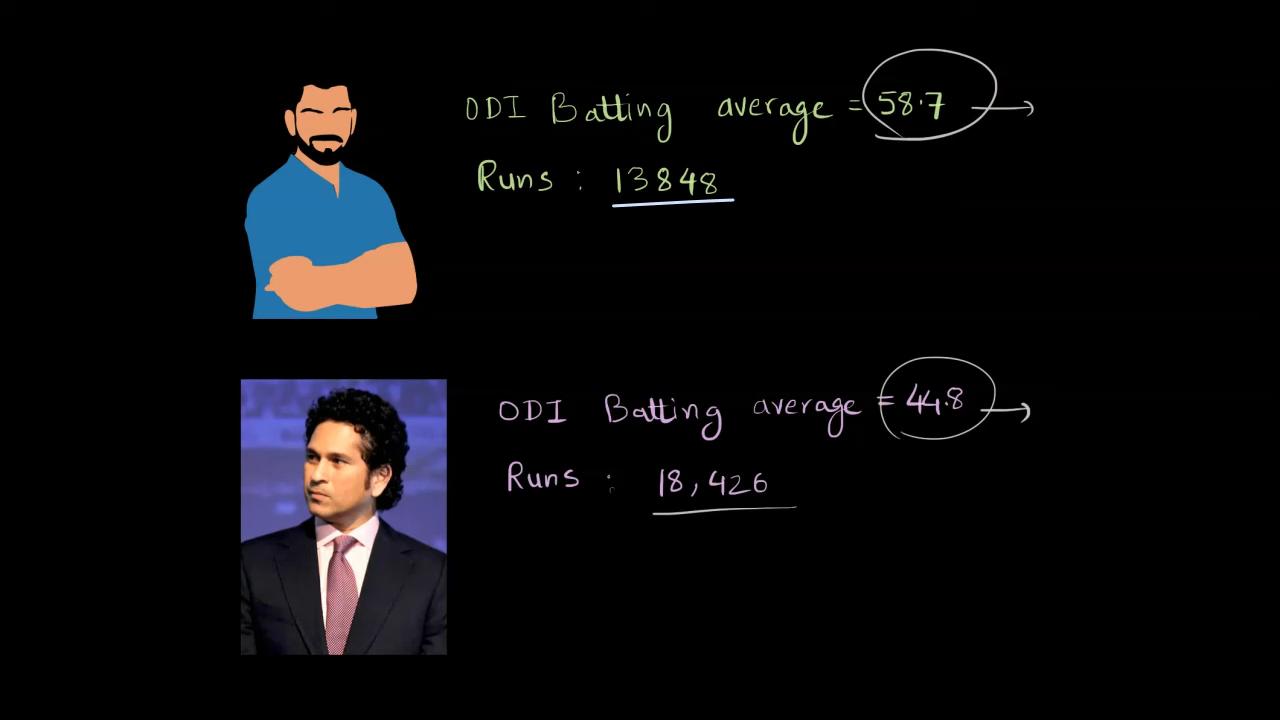 ODI Batting average = 58.7
Runs : 13848
ODI Batting average = 44.8
Runs : 18,426